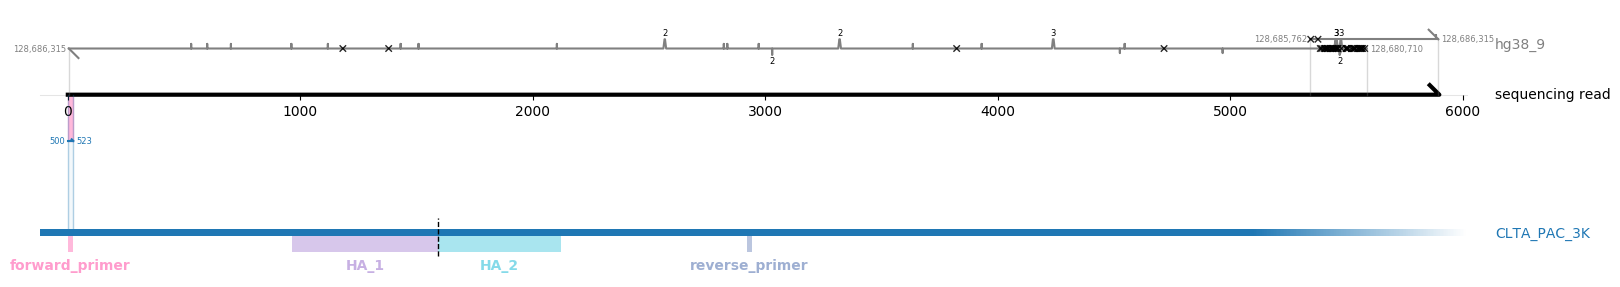 2 2 3 33
128,686,315 128,685,762 128,686,315 hg38_9
128,680,710
2 2
sequencing read
0 1000 2000 3000 4000 5000 6000
500 523
CLTA_PAC_3K
forward_primer HA_1 HA_2 reverse_primer